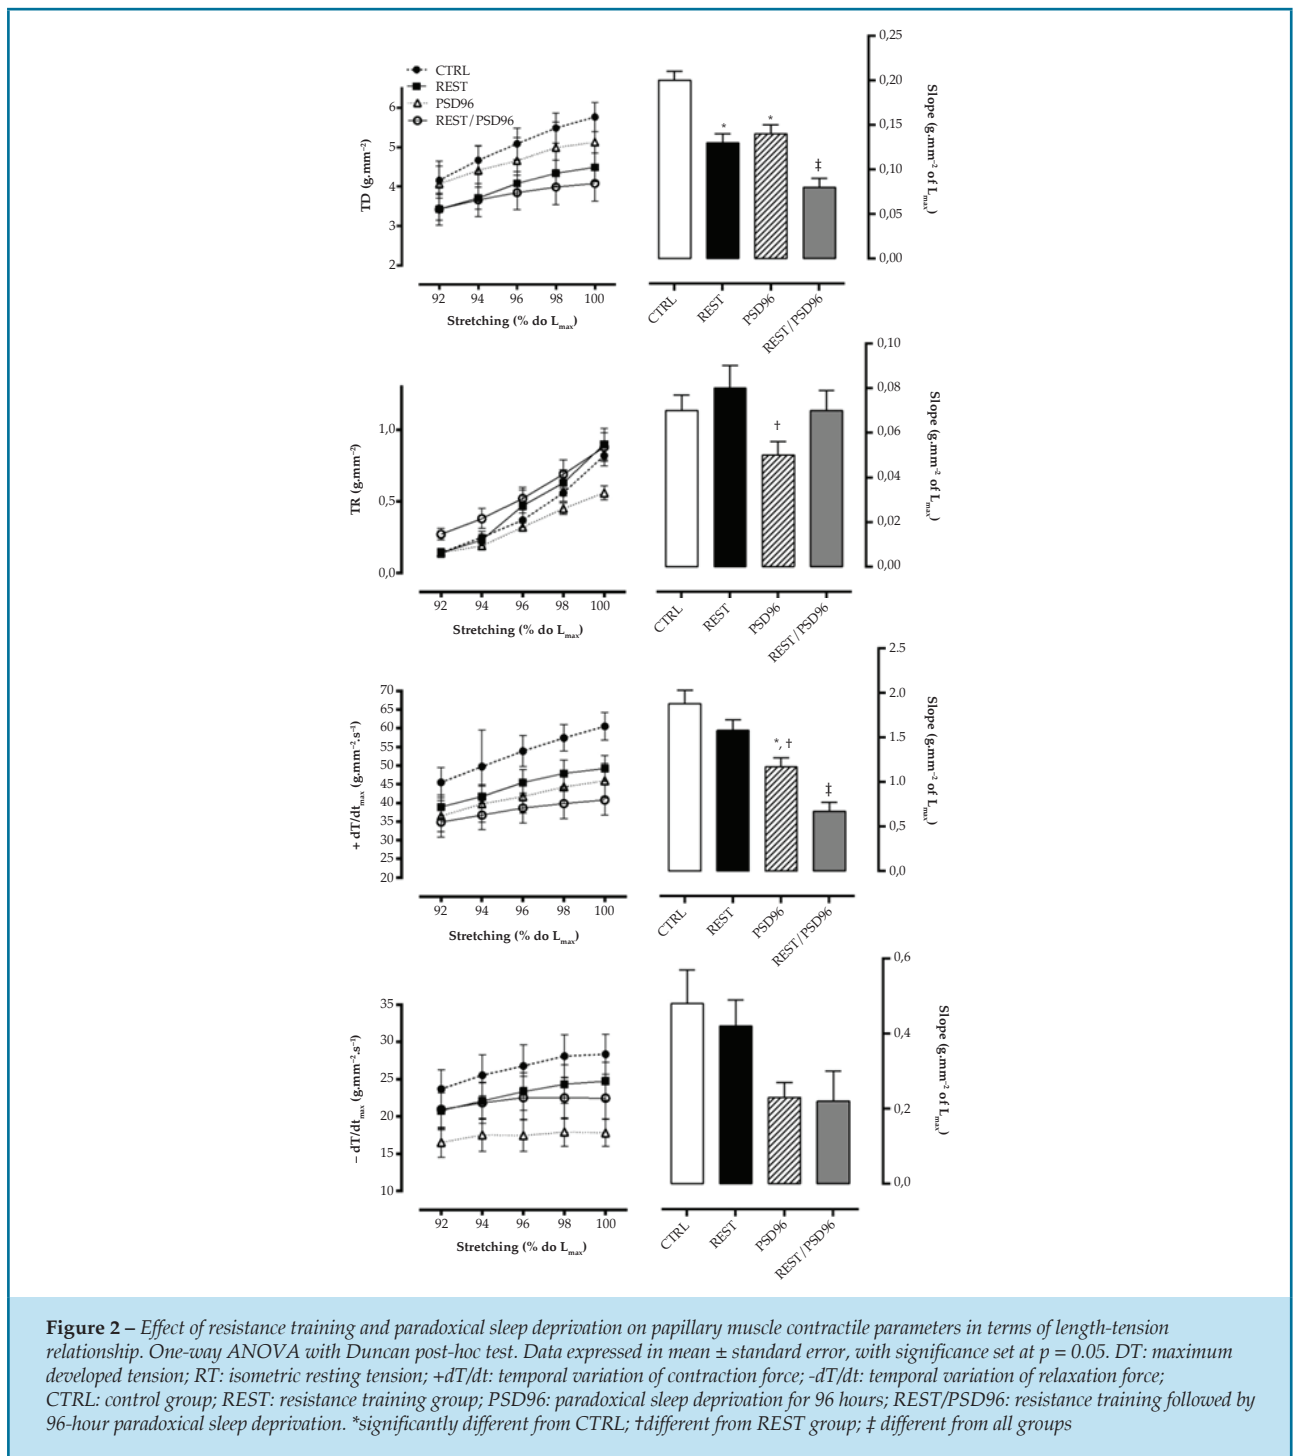 CTRL
REST
PSD96
REST/PSD96
TD (g.mm⁻²)
6
5
4
3
2
92 94 96 98 100
Stretching (% do Lmax)
0,25
0,20
0,15
0,10
0,05
0,00
Slope (g.mm⁻² of Lmax)
* * ‡
CTRL REST PSD96 REST/PSD96
TR (g.mm⁻²)
1,0
0,5
0,0
92 94 96 98 100
Stretching (% do Lmax)
0,10
0,08
0,06
0,04
0,02
0,00
Slope (g.mm⁻² of Lmax)
†
CTRL REST PSD96 REST/PSD96
+ dT/dtmax (g.mm⁻².s⁻¹)
70
65
60
55
50
45
40
35
30
25
20
92 94 96 98 100
Stretching (% do Lmax)
2.5
2.0
1.5
1.0
0,5
0,0
Slope (g.mm⁻² of Lmax)
*, † ‡
CTRL REST PSD96 REST/PSD96
– dT/dtmax (g.mm⁻².s⁻¹)
35
30
25
20
15
10
92 94 96 98 100
Stretching (% do Lmax)
0,6
0,4
0,2
0,0
Slope (g.mm⁻² of Lmax)
CTRL REST PSD96 REST/PSD96
Figure 2 – Effect of resistance training and paradoxical sleep deprivation on papillary muscle contractile parameters in terms of length-tension
relationship. One-way ANOVA with Duncan post-hoc test. Data expressed in mean ± standard error, with significance set at p = 0.05. DT: maximum
developed tension; RT: isometric resting tension; +dT/dt: temporal variation of contraction force; -dT/dt: temporal variation of relaxation force;
CTRL: control group; REST: resistance training group; PSD96: paradoxical sleep deprivation for 96 hours; REST/PSD96: resistance training followed by
96-hour paradoxical sleep deprivation. *significantly different from CTRL; †different from REST group; ‡ different from all groups